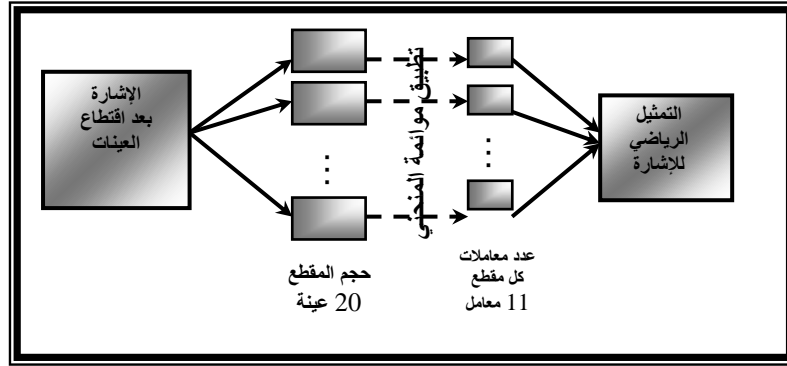 الإشارة
بعد اقتطاع
العينات
تطبيق موائمة المنحني
التمثيل
الرياضي
للإشارة
حجم المقطع
20 عينة
عدد معاملات
كل مقطع
11 معامل